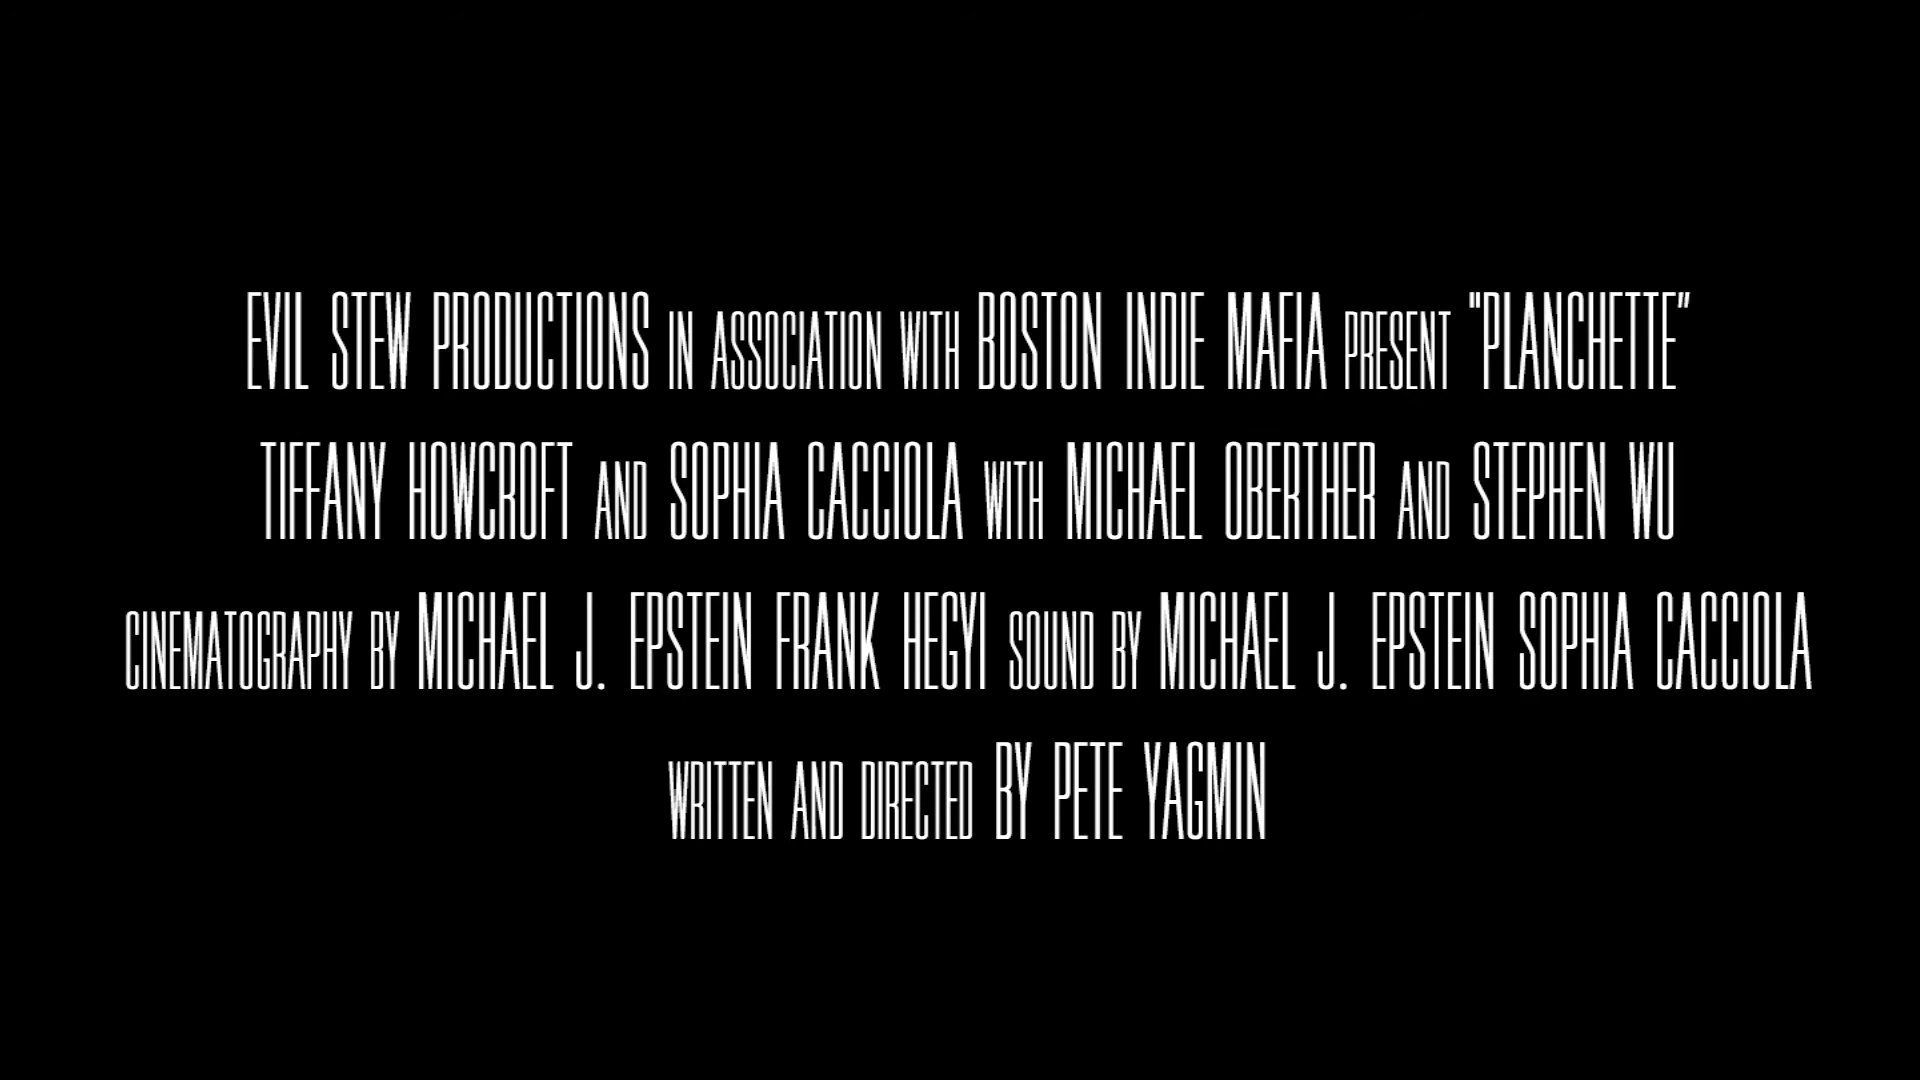 EVIL STEW PRODUCTIONS IN ASSOCIATION WITH BOSTON INDIE MAFIA PRESENT "PLANCHETTE"
TIFFANY HOWCROFT AND SOPHIA CACCIOLA WITH MICHAEL OBERTHER AND STEPHEN WU
CINEMATOGRAPHY BY MICHAEL J. EPSTEIN FRANK HEGYI SOUND BY MICHAEL J. EPSTEIN SOPHIA CACCIOLA
WRITTEN AND DIRECTED BY PETE YAGMIN